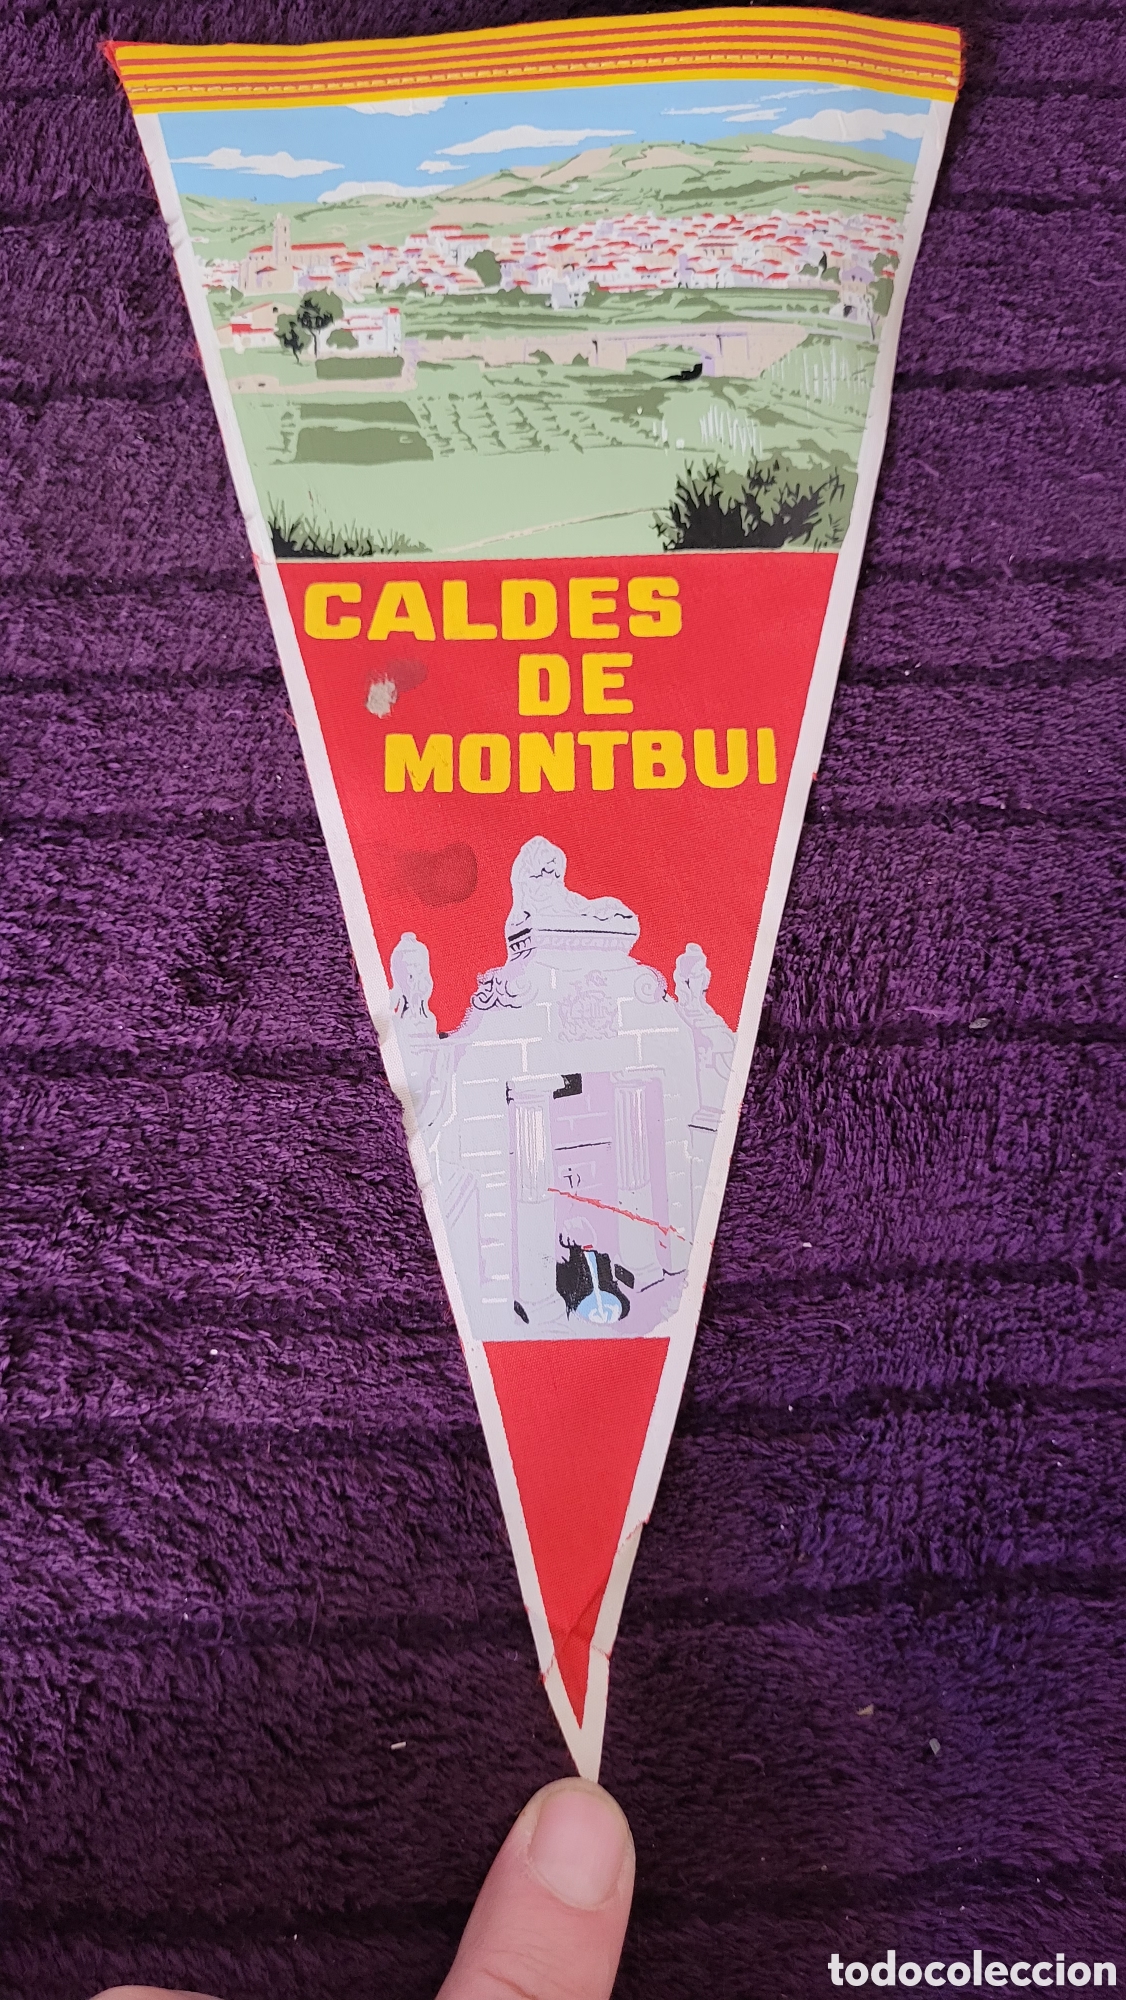 CALDES
DE
MONTBUI
todocoleccion